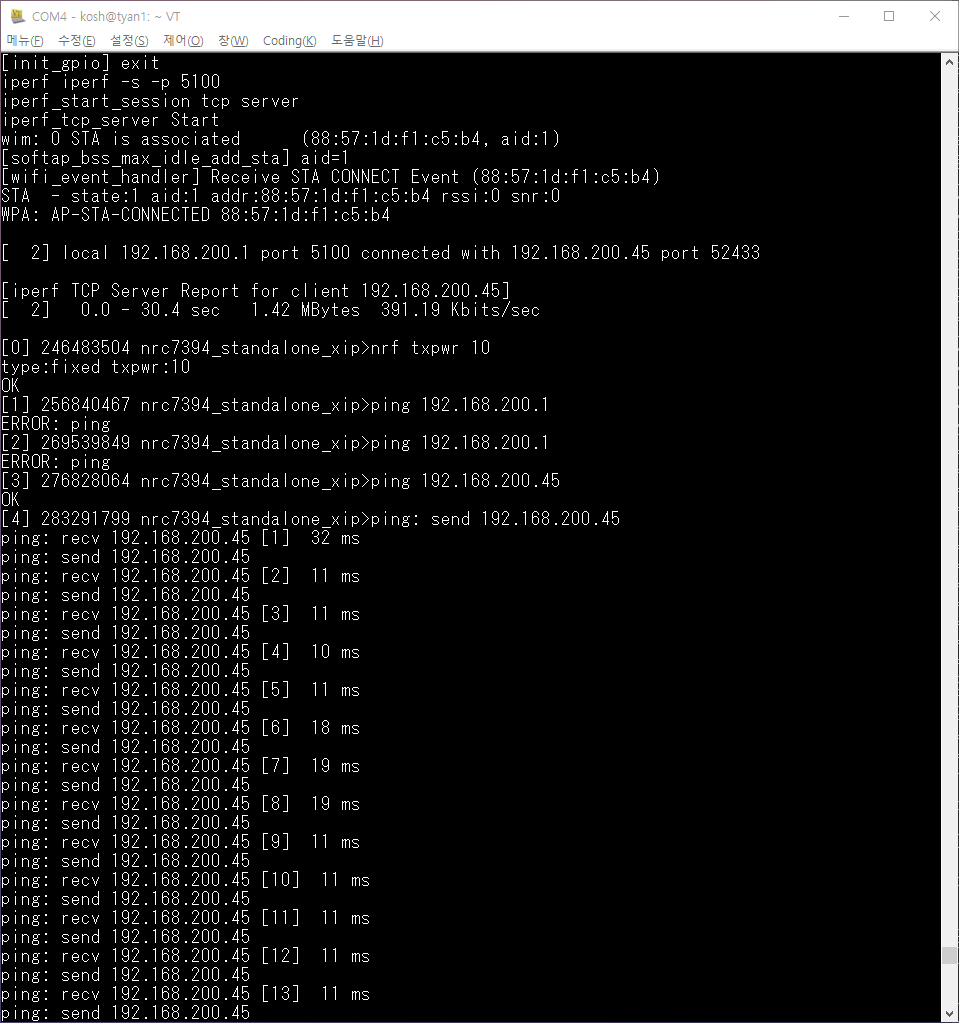 COM4 - kosh@tyan1: ~ VT
메뉴(F) 수정(E) 설정(S) 제어(O) 창(W) Coding(K) 도움말(H)
[init_gpio] exit
iperf iperf -s -p 5100
iperf_start_session tcp server
iperf_tcp_server Start
wim: 0 STA is associated      (88:57:1d:f1:c5:b4, aid:1)
[softap_bss_max_idle_add_sta] aid=1
[wifi_event_handler] Receive STA CONNECT Event (88:57:1d:f1:c5:b4)
STA  - state:1 aid:1 addr:88:57:1d:f1:c5:b4 rssi:0 snr:0
WPA: AP-STA-CONNECTED 88:57:1d:f1:c5:b4
[  2] local 192.168.200.1 port 5100 connected with 192.168.200.45 port 52433
[iperf TCP Server Report for client 192.168.200.45]
[  2]   0.0 - 30.4 sec   1.42 MBytes  391.19 Kbits/sec
[0] 246483504 nrc7394_standalone_xip>nrf txpwr 10
type:fixed txpwr:10
OK
[1] 256840467 nrc7394_standalone_xip>ping 192.168.200.1
ERROR: ping
[2] 269539849 nrc7394_standalone_xip>ping 192.168.200.1
ERROR: ping
[3] 276828064 nrc7394_standalone_xip>ping 192.168.200.45
OK
[4] 283291799 nrc7394_standalone_xip>ping: send 192.168.200.45
ping: recv 192.168.200.45 [1]  32 ms
ping: send 192.168.200.45
ping: recv 192.168.200.45 [2]  11 ms
ping: send 192.168.200.45
ping: recv 192.168.200.45 [3]  11 ms
ping: send 192.168.200.45
ping: recv 192.168.200.45 [4]  10 ms
ping: send 192.168.200.45
ping: recv 192.168.200.45 [5]  11 ms
ping: send 192.168.200.45
ping: recv 192.168.200.45 [6]  18 ms
ping: send 192.168.200.45
ping: recv 192.168.200.45 [7]  19 ms
ping: send 192.168.200.45
ping: recv 192.168.200.45 [8]  19 ms
ping: send 192.168.200.45
ping: recv 192.168.200.45 [9]  11 ms
ping: send 192.168.200.45
ping: recv 192.168.200.45 [10]  11 ms
ping: send 192.168.200.45
ping: recv 192.168.200.45 [11]  11 ms
ping: send 192.168.200.45
ping: recv 192.168.200.45 [12]  11 ms
ping: send 192.168.200.45
ping: recv 192.168.200.45 [13]  11 ms
ping: send 192.168.200.45